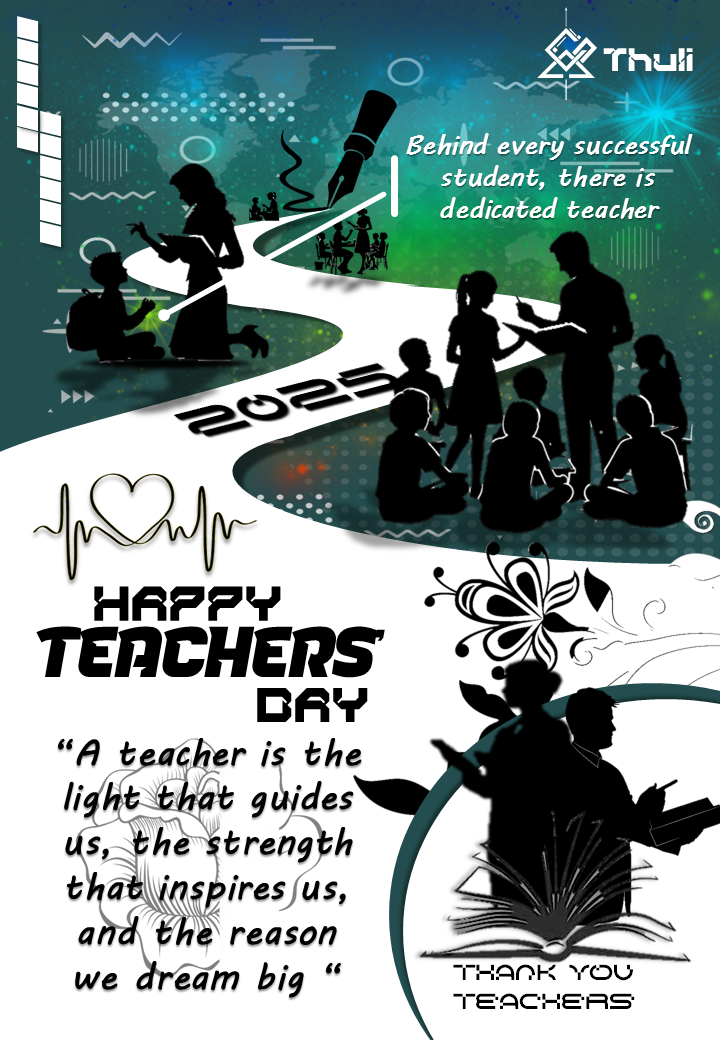 Thuli
Behind every successful
student, there is
dedicated teacher
2025
HAPPY
TEACHERS'
DAY
“A teacher is the
light that guides
us, the strength
that inspires us,
and the reason
we dream big “
THANK YOU
TEACHERS